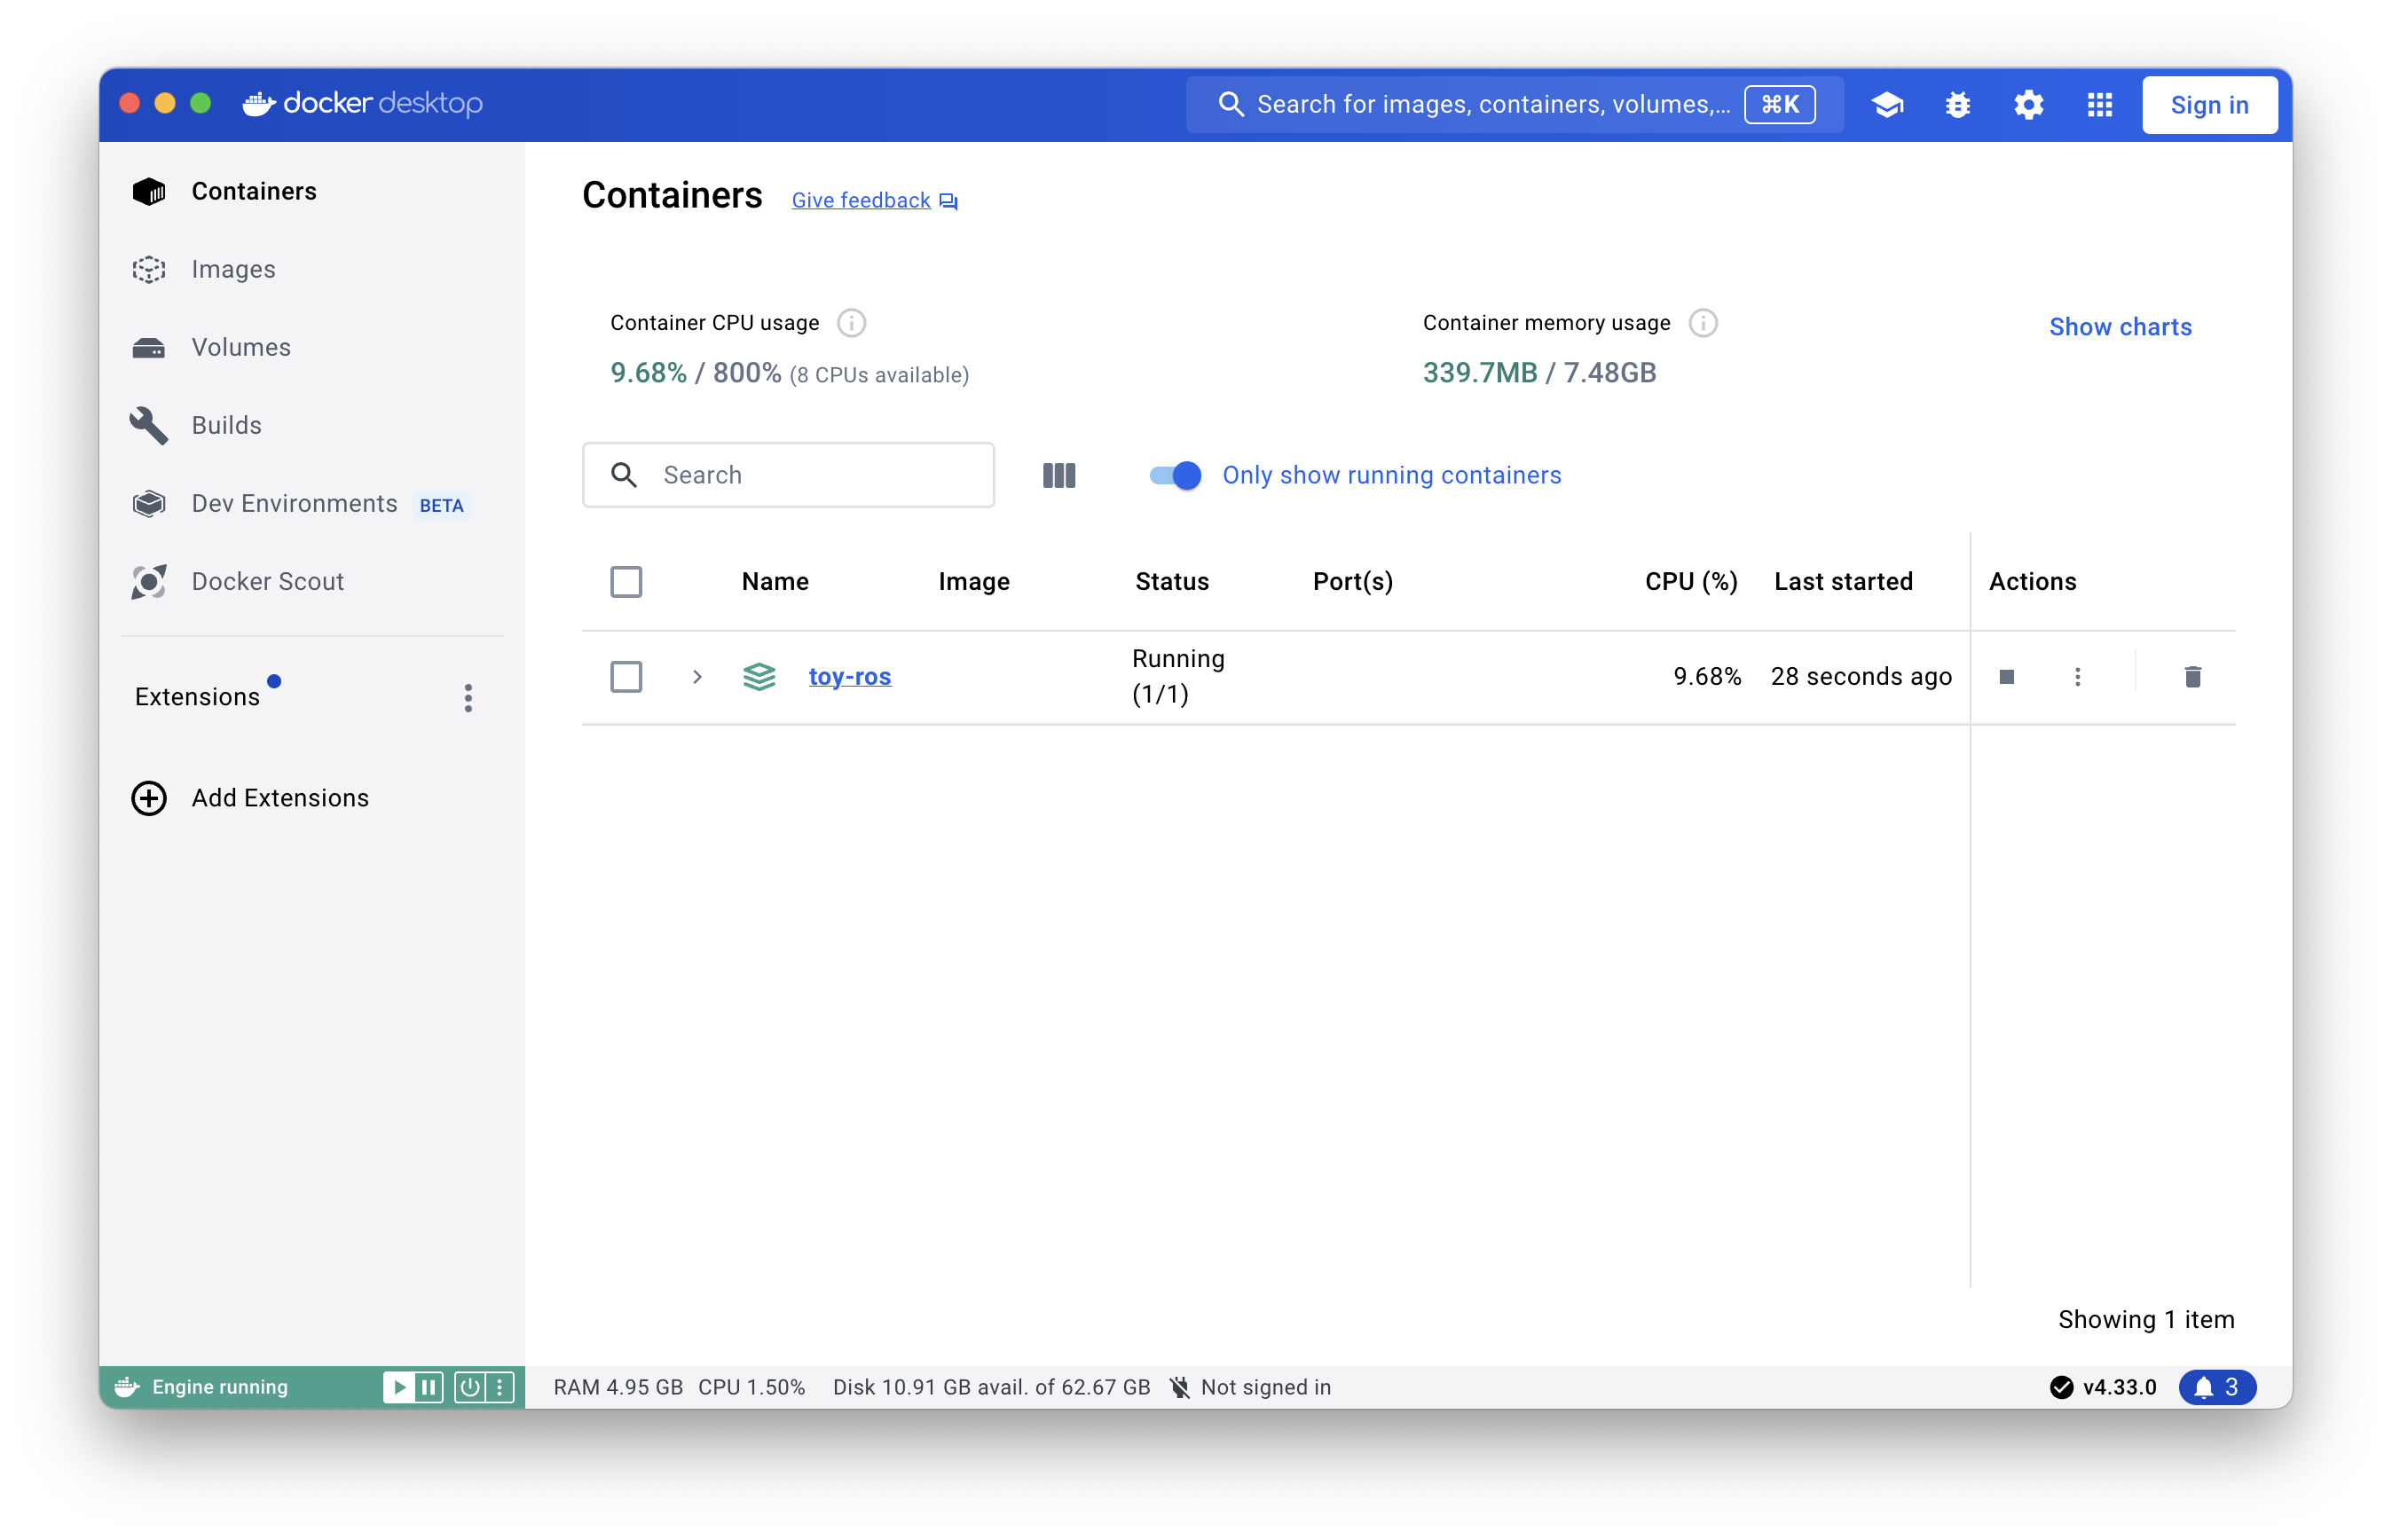 docker desktop
Search for images, containers, volumes,... ⌘K
Sign in
Containers
Images
Volumes
Builds
Dev Environments BETA
Docker Scout
Extensions
Add Extensions
Containers Give feedback
Container CPU usage
9.68% / 800% (8 CPUs available)
Container memory usage
339.7MB / 7.48GB
Show charts
Search
Only show running containers
Name Image Status Port(s) CPU (%) Last started Actions
toy-ros Running (1/1) 9.68% 28 seconds ago
Showing 1 item
Engine running
RAM 4.95 GB CPU 1.50% Disk 10.91 GB avail. of 62.67 GB Not signed in
v4.33.0
3